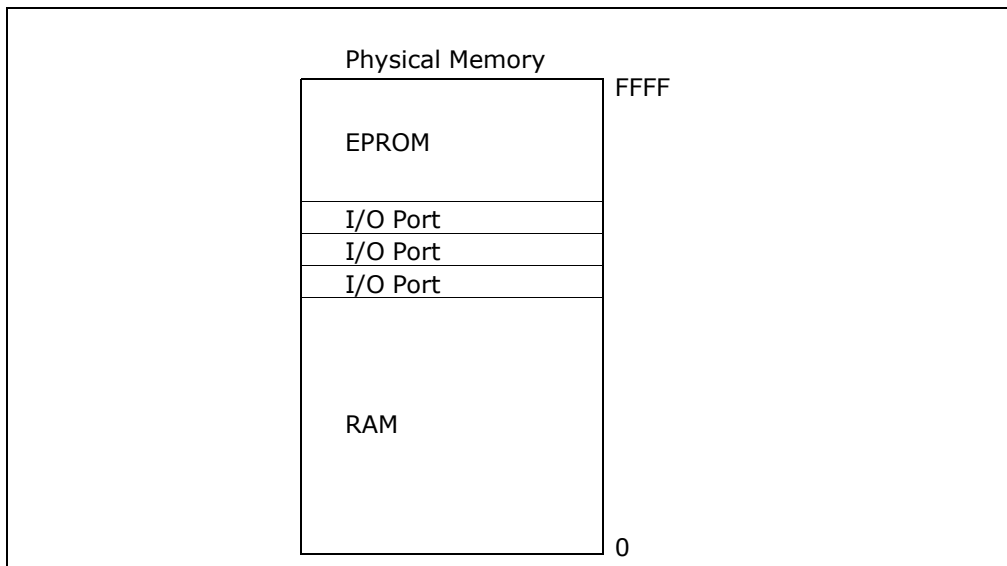 Physical Memory
FFFF
EPROM
I/O Port
I/O Port
I/O Port
RAM
0